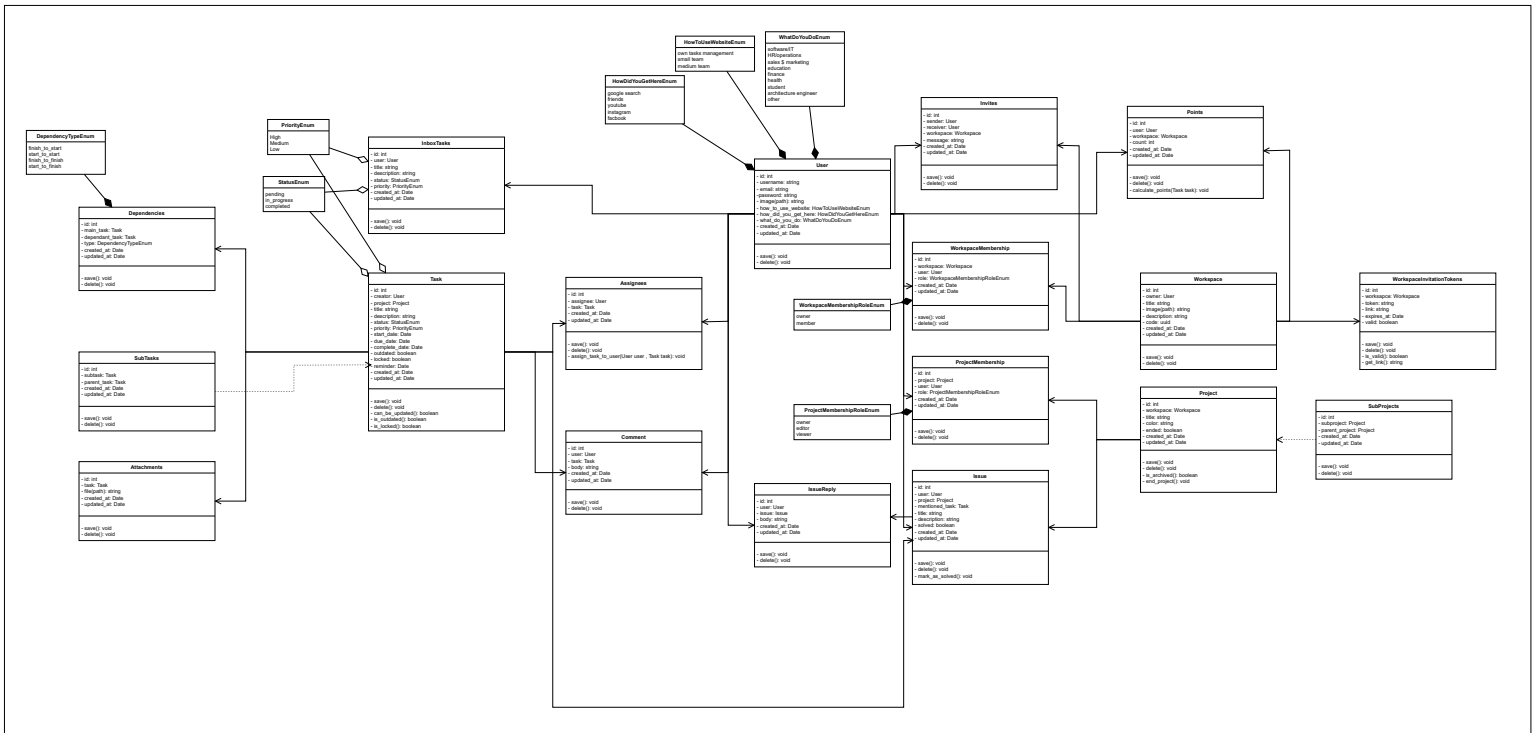 HowToUseWebsiteEnum
own tasks management
small team
medium team
WhatDoYouDoEnum
software/IT
HR/operations
sales $ marketing
education
finance
health
student
architecture engineer
other
HowDidYouGetHereEnum
google search
friends
youtube
instagram
facbook
DependencyTypeEnum
finish_to_start
start_to_start
finish_to_finish
start_to_finish
PriorityEnum
High
Medium
Low
StatusEnum
pending
in_progress
completed
InboxTasks
- id: int
- user: User
- title: string
- description: string
- status: StatusEnum
- priority: PriorityEnum
- created_at: Date
- updated_at: Date
- save(): void
- delete(): void
User
- id: int
- username: string
- email: string
-password: string
- image(path): string
- how_to_use_website: HowToUseWebsiteEnum
- how_did_you_get_here: HowDidYouGetHereEnum
- what_do_you_do: WhatDoYouDoEnum
- created_at: Date
- updated_at: Date
- save(): void
- delete(): void
Invites
- id: int
- sender: User
- receiver: User
- workspace: Workspace
- message: string
- created_at: Date
- updated_at: Date
- save(): void
- delete(): void
Points
- id: int
- user: User
- workspace: Workspace
- count: int
- created_at: Date
- updated_at: Date
- save(): void
- delete(): void
- calculate_points(Task task): void
Dependencies
- id: int
- main_task: Task
- dependant_task: Task
- type: DependencyTypeEnum
- created_at: Date
- updated_at: Date
- save(): void
- delete(): void
Task
- id: int
- creator: User
- project: Project
- title: string
- description: string
- status: StatusEnum
- priority: PriorityEnum
- start_date: Date
- due_date: Date
- complete_date: Date
- outdated: boolean
- locked: boolean
- reminder: Date
- created_at: Date
- updated_at: Date
- save(): void
- delete(): void
- can_be_updated(): boolean
- is_outdated(): boolean
- is_locked(): boolean
Assignees
- id: int
- assignee: User
- task: Task
- created_at: Date
- updated_at: Date
- save(): void
- delete(): void
- assign_task_to_user(User user , Task task): void
WorkspaceMembership
- id: int
- workspace: Workspace
- user: User
- role: WorkspaceMembershipRoleEnum
- created_at: Date
- updated_at: Date
- save(): void
- delete(): void
WorkspaceMembershipRoleEnum
owner
member
Workspace
- id: int
- owner: User
- title: string
- image(path): string
- description: string
- code: uuid
- created_at: Date
- updated_at: Date
- save(): void
- delete(): void
WorkspaceInvitationTokens
- id: int
- worksapce: Workspace
- token: string
- link: string
- expires_at: Date
- valid: boolean
- save(): void
- delete(): void
- is_valid(): boolean
- get_link(): string
SubTasks
- id: int
- subtask: Task
- parent_task: Task
- created_at: Date
- updated_at: Date
- save(): void
- delete(): void
ProjectMembership
- id: int
- project: Project
- user: User
- role: ProjectMembershipRoleEnum
- created_at: Date
- updated_at: Date
- save(): void
- delete(): void
ProjectMembershipRoleEnum
owner
editor
viewer
Project
- id: int
- workspace: Workspace
- title: string
- color: string
- ended: boolean
- created_at: Date
- updated_at: Date
- save(): void
- delete(): void
- is_archived(): boolean
- end_project(): void
SubProjects
- id: int
- subproject: Project
- parent_project: Project
- created_at: Date
- updated_at: Date
- save(): void
- delete(): void
Attachments
- id: int
- task: Task
- file(path): string
- created_at: Date
- updated_at: Date
- save(): void
- delete(): void
Comment
- id: int
- user: User
- task: Task
- body: string
- created_at: Date
- updated_at: Date
- save(): void
- delete(): void
IssueReply
- id: int
- user: User
- issue: Issue
- body: string
- created_at: Date
- updated_at: Date
- save(): void
- delete(): void
Issue
- id: int
- user: User
- project: Project
- mentioned_task: Task
- title: string
- description: string
- solved: boolean
- created_at: Date
- updated_at: Date
- save(): void
- delete(): void
- mark_as_solved(): void